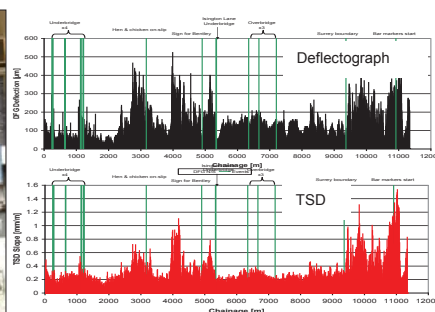 Isington Lane
Underbridge
Underbridge
x4
Overbridge
x3
Hen & chicken on-slip
Sign for Bentley
Surrey boundary
Bar markers start
Deflectograph
DFG Deflection [µm]
600
500
400
300
200
100
0
0 1000 2000 3000 4000 5000 6000 7000 8000 9000 10000 11000 1200
Chainage [m]
Underbridge
x4
Hen & chicken on-slip
Sign for Bentley
x3
Surrey boundary
Bar markers start
TSD
TSD Slope [mm/m]
1.6
1.4
1.2
1
0.8
0.6
0.4
0.2
0
0 1000 2000 3000 4000 5000 6000 7000 8000 9000 10000 11000 1200
Chainage [m]